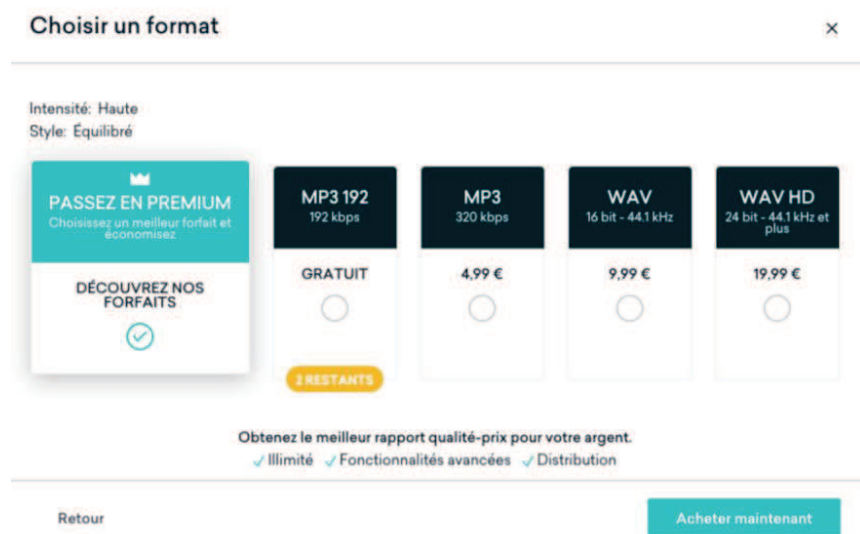 Choisir un format
×
Intensité: Haute
Style: Équilibré
PASSEZ EN PREMIUM
Choisissez un meilleur forfait et
économisez
DÉCOUVREZ NOS
FORFAITS
MP3 192
192 kbps
GRATUIT
2 RESTANTS
MP3
320 kbps
4,99 €
WAV
16 bit - 44.1 kHz
9,99 €
WAV HD
24 bit - 44.1 kHz et
plus
19,99 €
Obtenez le meilleur rapport qualité-prix pour votre argent.
✓ Illimité ✓ Fonctionnalités avancées ✓ Distribution
Retour
Acheter maintenant